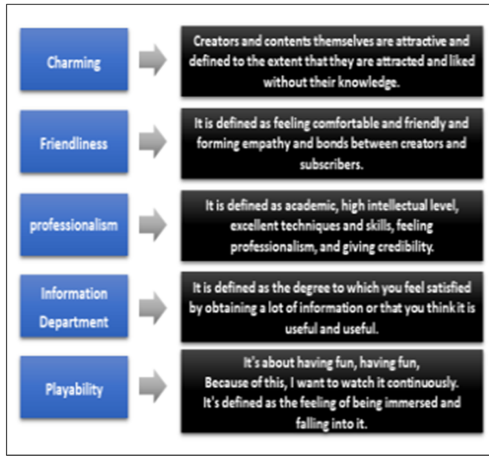 Charming
Creators and contents themselves are attractive and
defined to the extent that they are attracted and liked
without their knowledge.
Friendliness
It is defined as feeling comfortable and friendly and
forming empathy and bonds between creators and
subscribers.
professionalism
It is defined as academic, high intellectual level,
excellent techniques and skills, feeling
professionalism, and giving credibility.
Information
Department
It is defined as the degree to which you feel satisfied
by obtaining a lot of information or that you think it is
useful and useful.
Playability
It's about having fun, having fun,
Because of this, I want to watch it continuously.
It's defined as the feeling of being immersed and
falling into it.